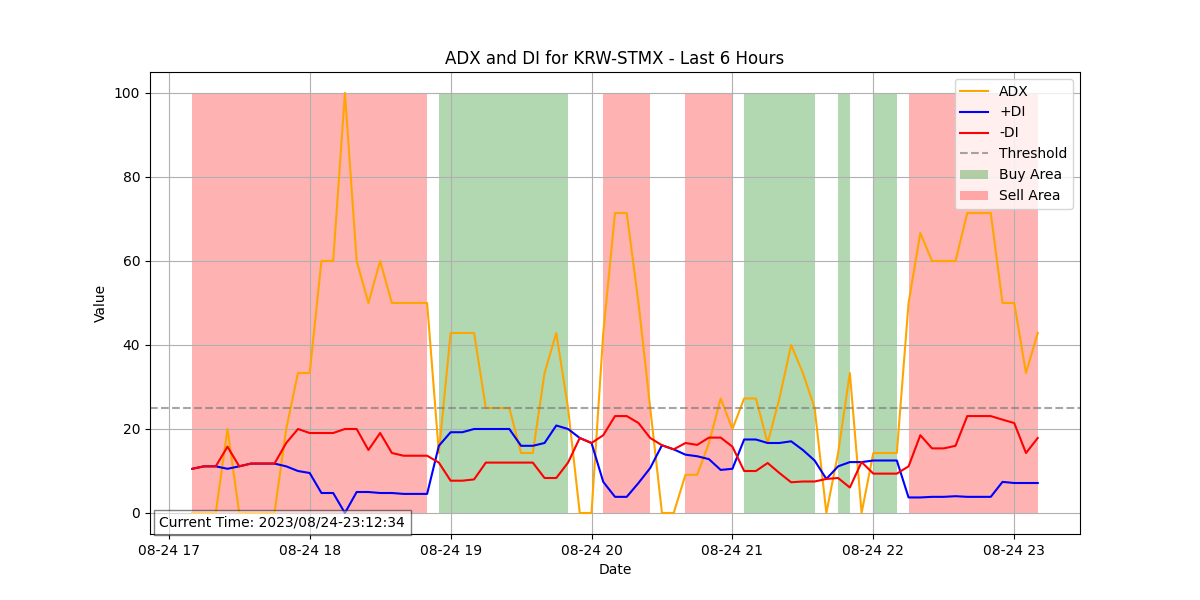 ADX and DI for KRW-STMX - Last 6 Hours
Value
100
80
60
40
20
0
ADX
+DI
-DI
Threshold
Buy Area
Sell Area
Current Time: 2023/08/24-23:12:34
08-24 17 08-24 18 08-24 19 08-24 20 08-24 21 08-24 22 08-24 23
Date